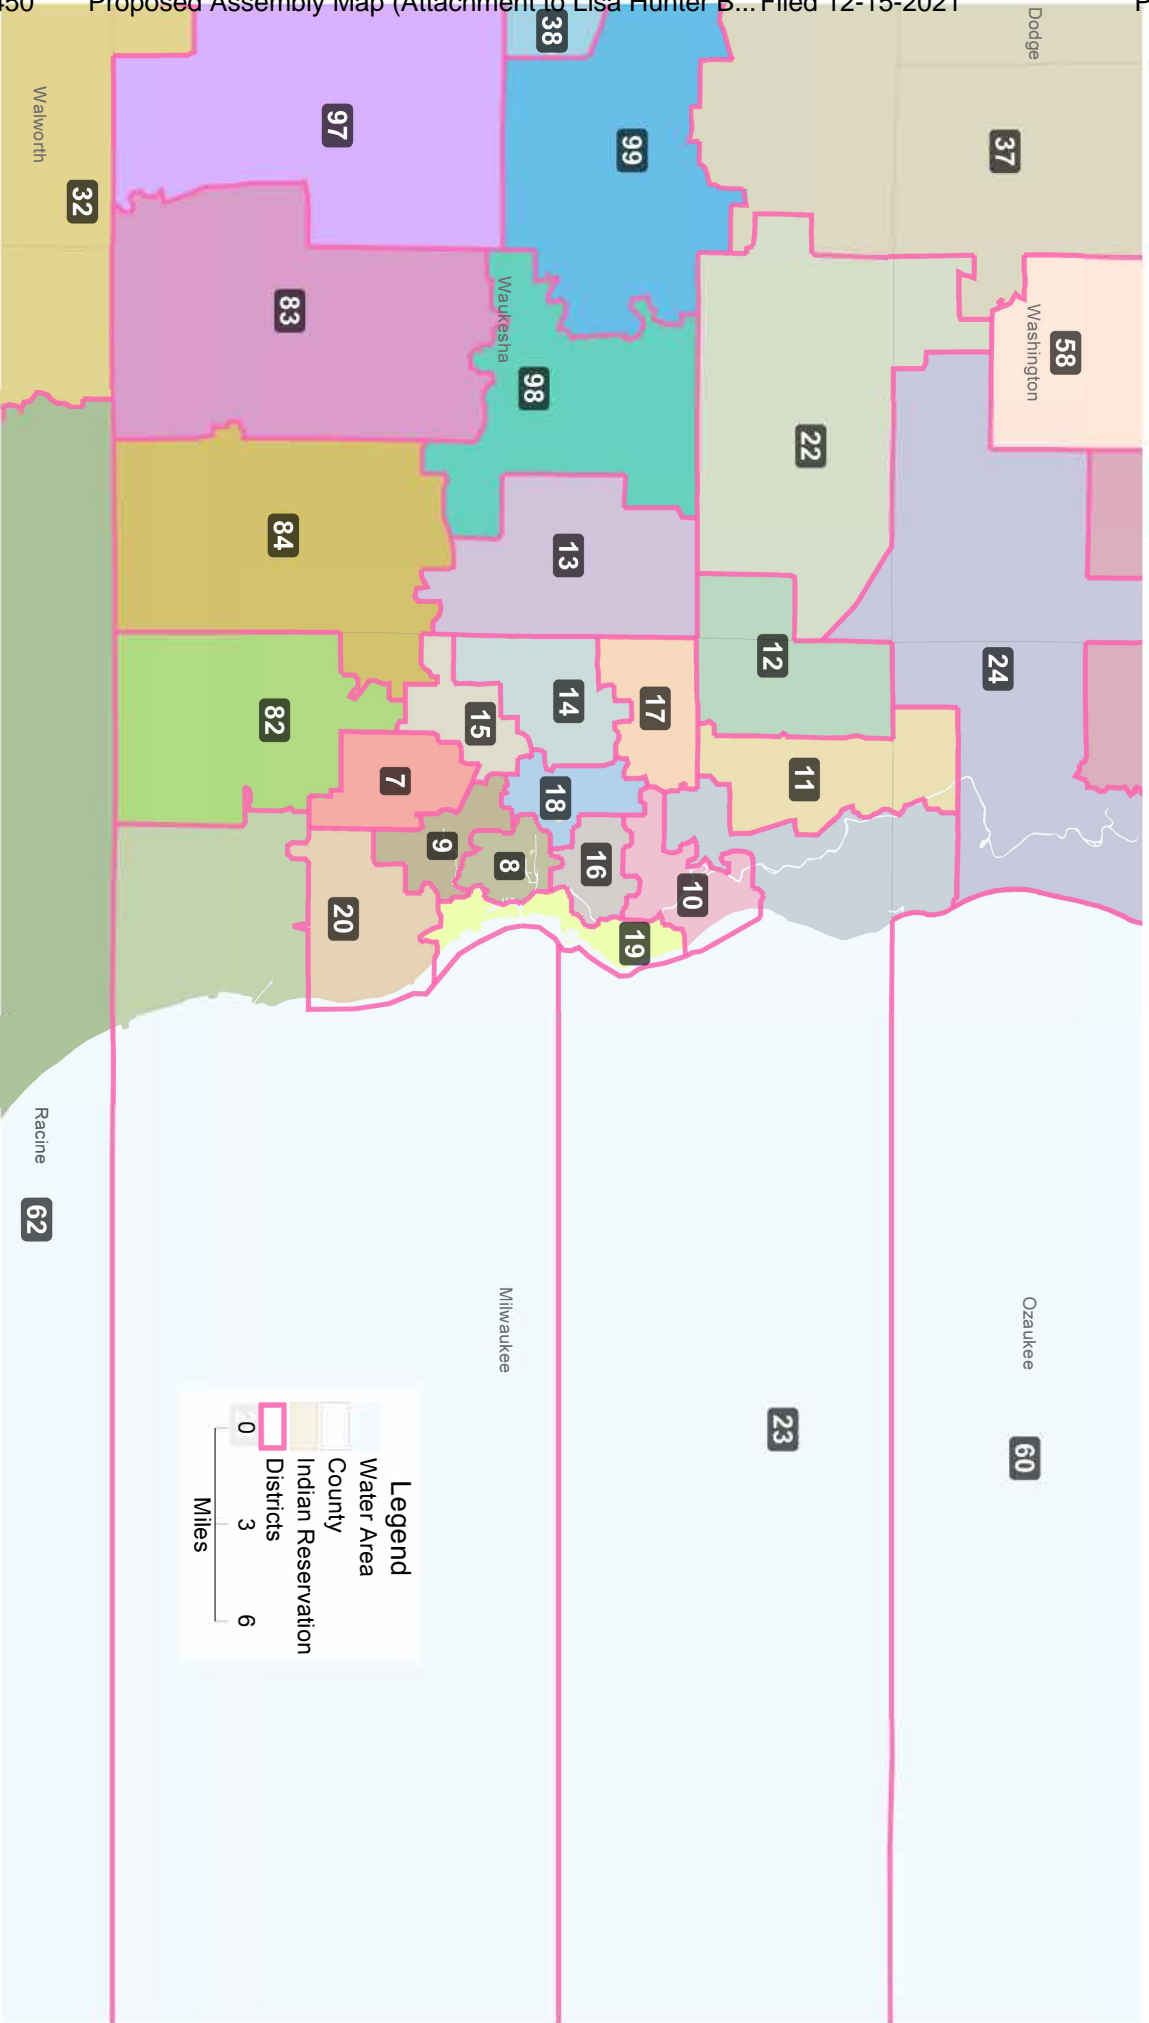 450 Proposed Assembly Map (Attachment to Lisa Hunter B... Filed 12-15-2021 P
Dodge
Washington
Ozaukee
Waukesha
Milwaukee
Walworth
Racine
37
58
24
60
22
12
11
23
99
38
98
13
17
14
18
16
10
19
15
8
9
7
97
83
84
82
20
32
62
Legend
Water Area
County
Indian Reservation
Districts
0 3 6
Miles